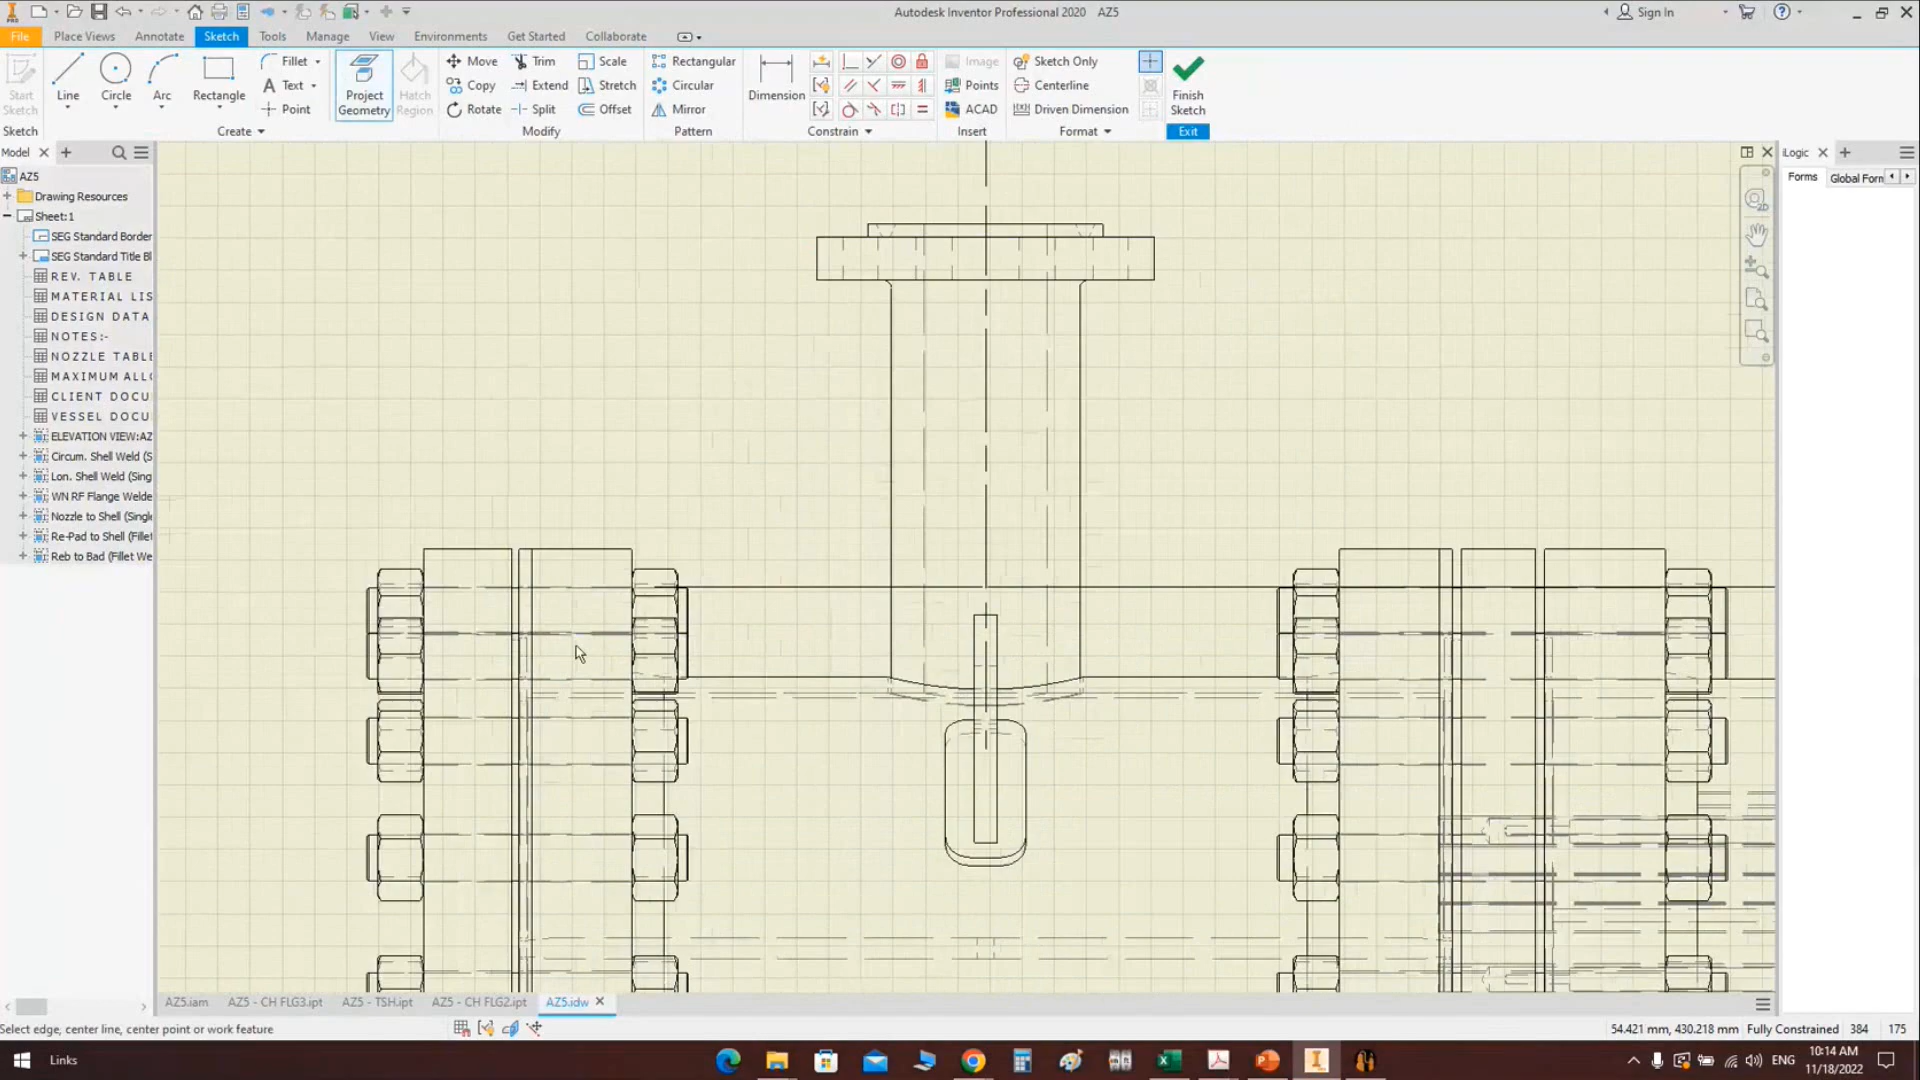 Autodesk Inventor Professional 2020 AZ5
Sign In
File Place Views Annotate Sketch Tools Manage View Environments Get Started Collaborate
Start Sketch
Line
Circle
Arc
Rectangle
Fillet
Text
Point
Project Geometry
Hatch Region
Move
Copy
Rotate
Trim
Extend
Split
Scale
Stretch
Offset
Rectangular
Circular
Mirror
Dimension
Image
Points
ACAD
Sketch Only
Centerline
Driven Dimension
Finish Sketch
Sketch Create Modify Pattern Constrain Insert Format Exit
Model
AZ5
Drawing Resources
Sheet:1
SEG Standard Border
SEG Standard Title Bl
REV. TABLE
MATERIAL LIS
DESIGN DATA
NOTES:-
NOZZLE TABLE
MAXIMUM ALL
CLIENT DOCU
VESSEL DOCU
ELEVATION VIEW:AZ
Circum. Shell Weld (S
Lon. Shell Weld (Sing
WN RF Flange Welde
Nozzle to Shell (Single
Re-Pad to Shell (Fillet
Reb to Bad (Fillet We
iLogic
Forms Global Forn
AZ5.iam AZ5 - CH FLG3.ipt AZ5 - TSH.ipt AZ5 - CH FLG2.ipt AZ5.idw
Select edge, center line, center point or work feature
54.421 mm, 430.218 mm Fully Constrained 384 175
Links
ENG
10:14 AM
11/18/2022